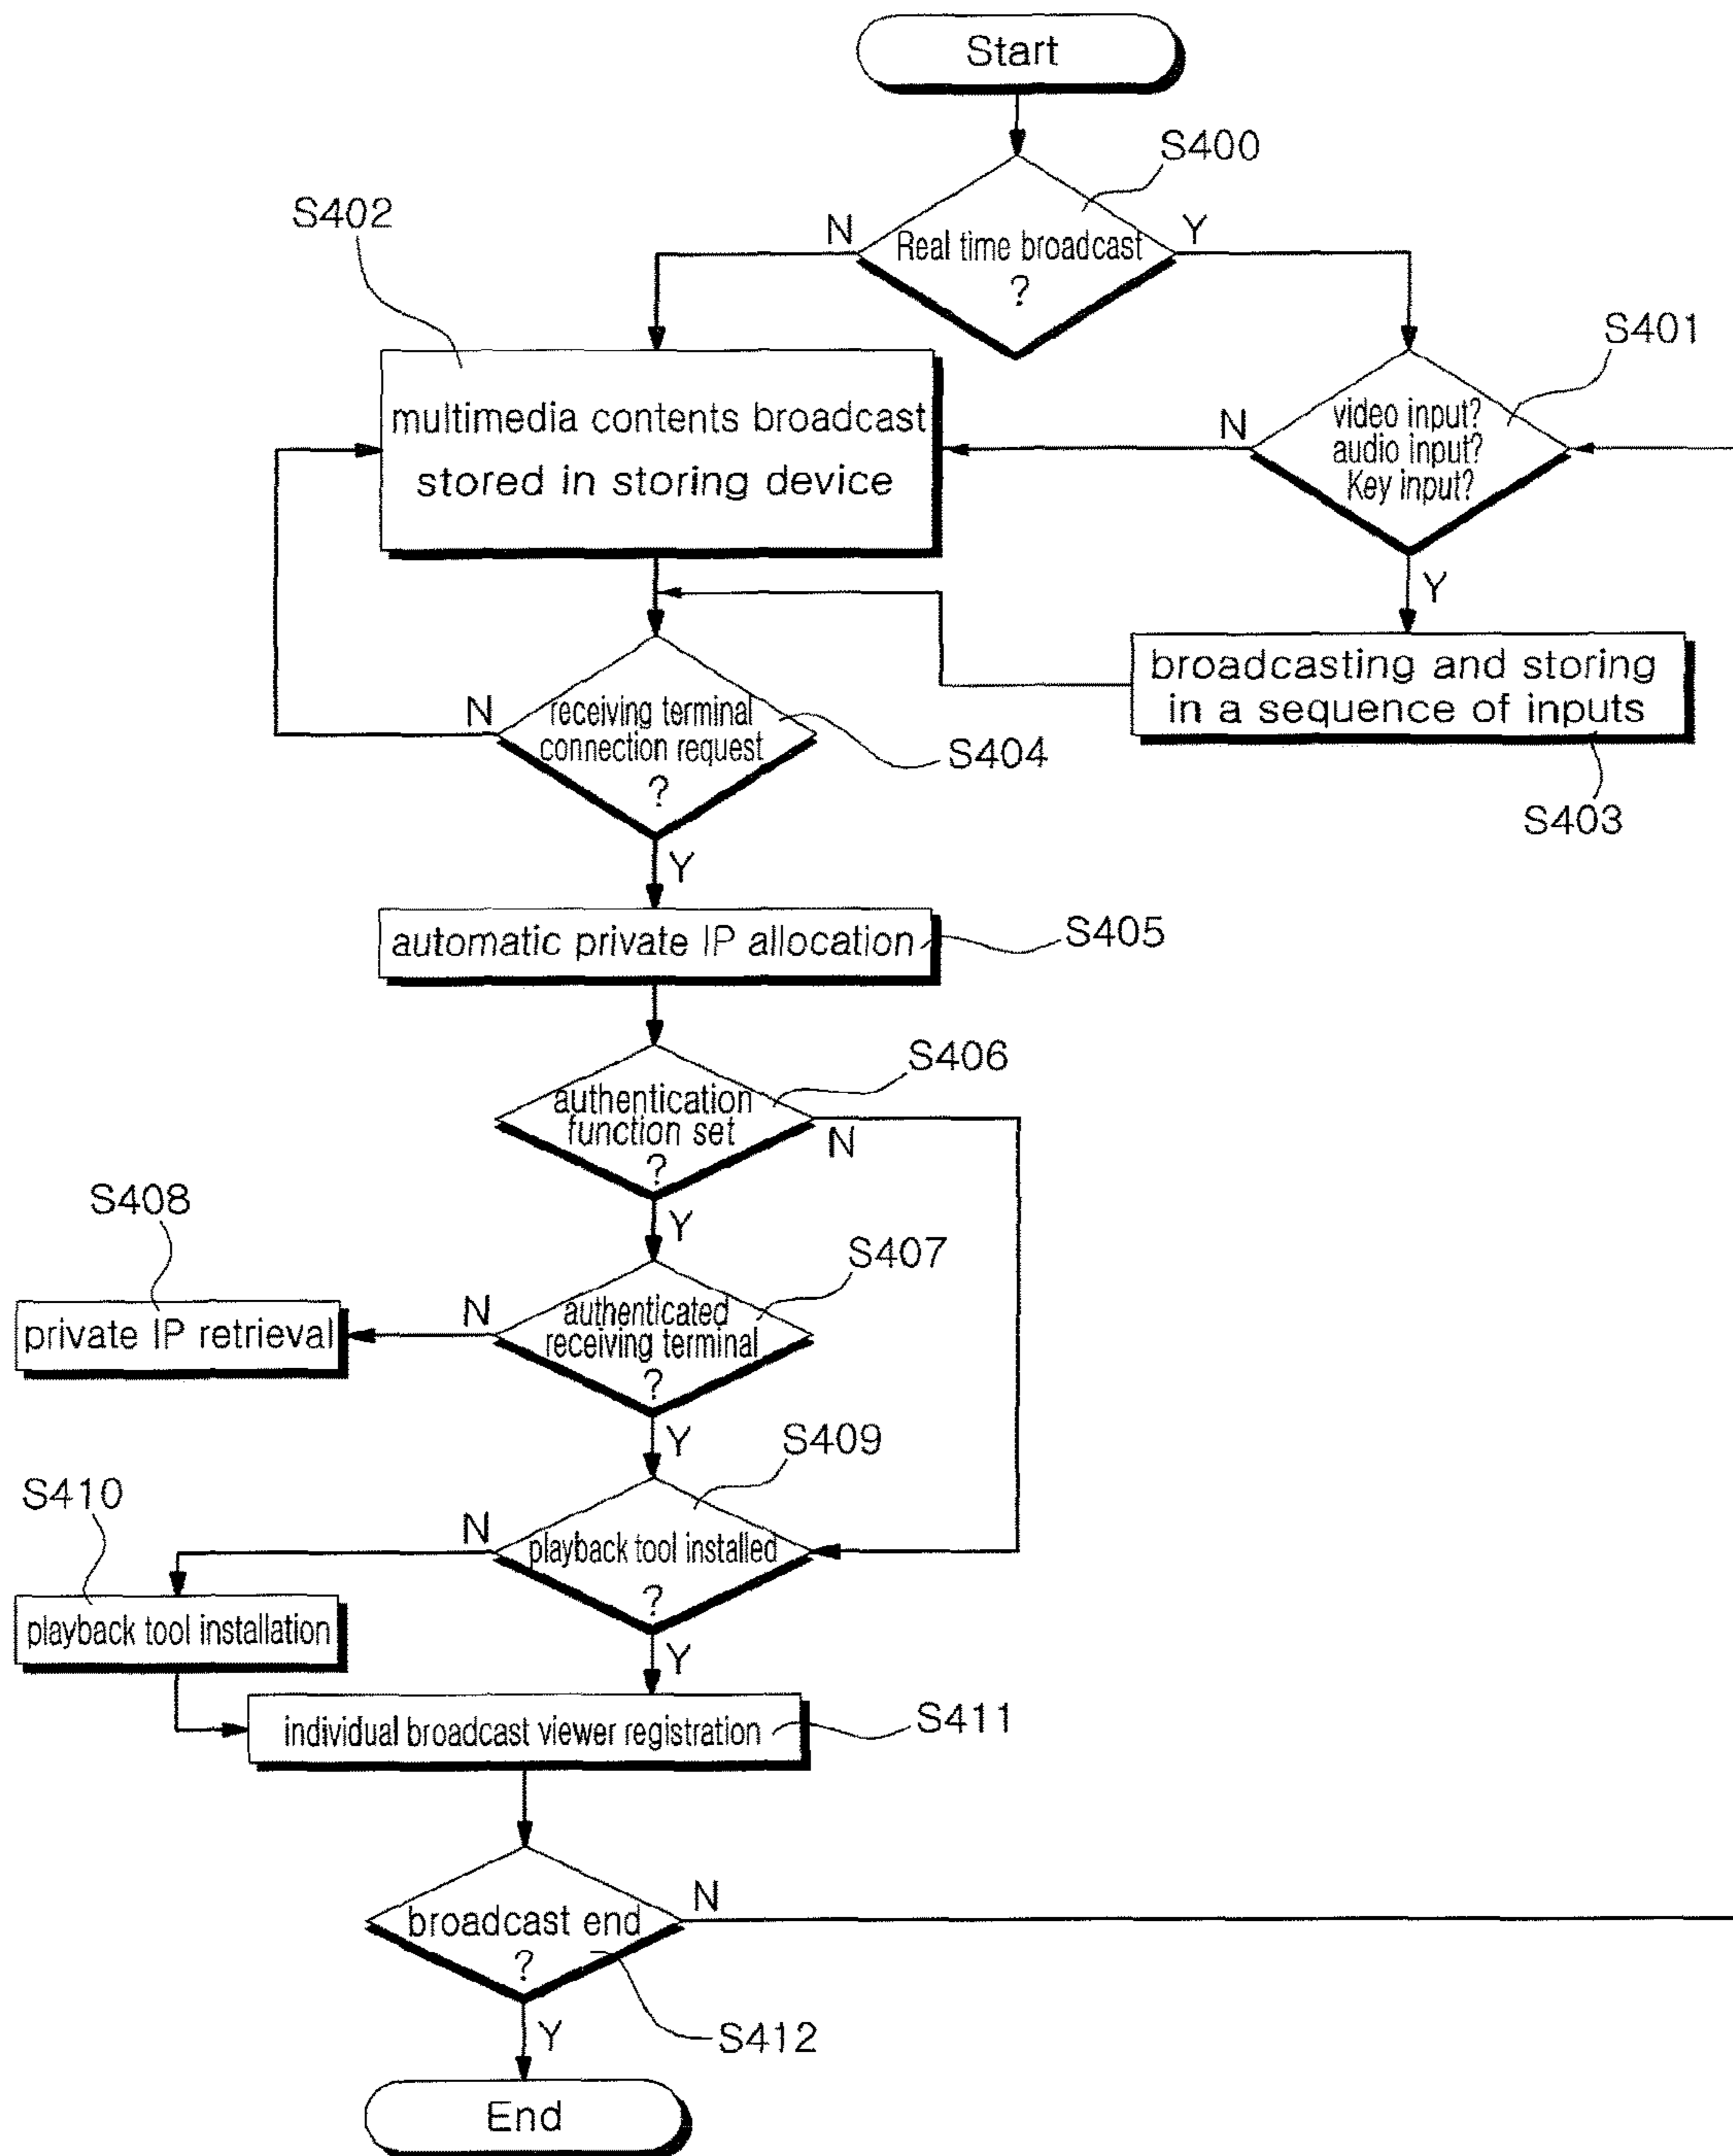 Start
S400
S402
N
Y
Real time broadcast
?
S401
multimedia contents broadcast
stored in storing device
N
video input?
audio input?
Key input?
Y
broadcasting and storing
in a sequence of inputs
N
receiving terminal
connection request
?
S404
S403
Y
automatic private IP allocation
S405
S406
authentication
function set
?
N
S408
Y
S407
private IP retrieval
N
authenticated
receiving terminal
?
Y
S409
S410
N
playback tool installed
?
playback tool installation
Y
individual broadcast viewer registration
S411
N
broadcast end
?
Y
S412
End